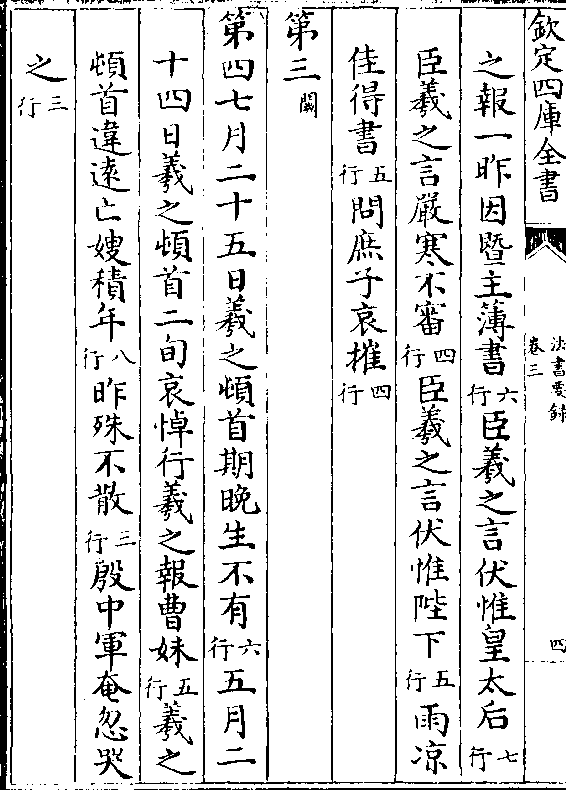 欽定四庫全書
法書要錄
卷三
四
之報一昨因暨主簿書六行臣羲之言伏惟皇太后七行
臣羲之言嚴寒不審四行臣羲之言伏惟陛下五行雨凉
佳得書五行問庶子哀摧四行
第三闕
第四七月二十五日羲之頓首期晚生不有六行五月二
十四日羲之頓首二旬哀悼行羲之報曹妹五行羲之
頓首違逺亡嫂積年八行昨殊不散三行殷中軍奄忽哭
之三行